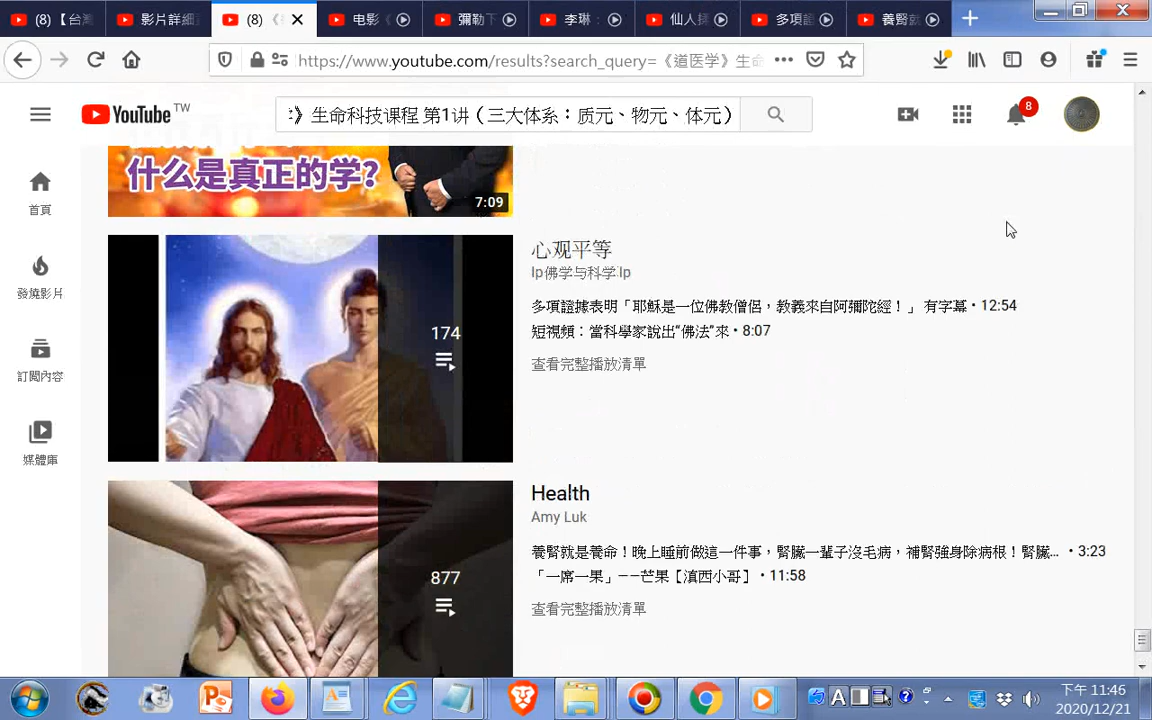 (8)【台灣
影片詳細
(8) 《
电影《
彌勒下
李琳：
仙人摶
多項證
養腎就
https://www.youtube.com/results?search_query=《道医学》生命
YouTube TW
生命科技课程 第1讲（三大体系：质元、物元、体元）
8
首頁
發燒影片
訂閱內容
媒體庫
什么是真正的学?
7:09
心观平等
lp佛学与科学lp
174
多項證據表明「耶穌是一位佛教僧侶，教義來自阿彌陀經！」 有字幕 • 12:54
短視頻：當科學家說出“佛法”來 • 8:07
查看完整播放清單
Health
Amy Luk
877
養腎就是養命！晚上睡前做這一件事，腎臟一輩子沒毛病，補腎強身除病根！腎臟... • 3:23
「一席一果」——芒果【滇西小哥】 • 11:58
查看完整播放清單
A
下午 11:46
2020/12/21